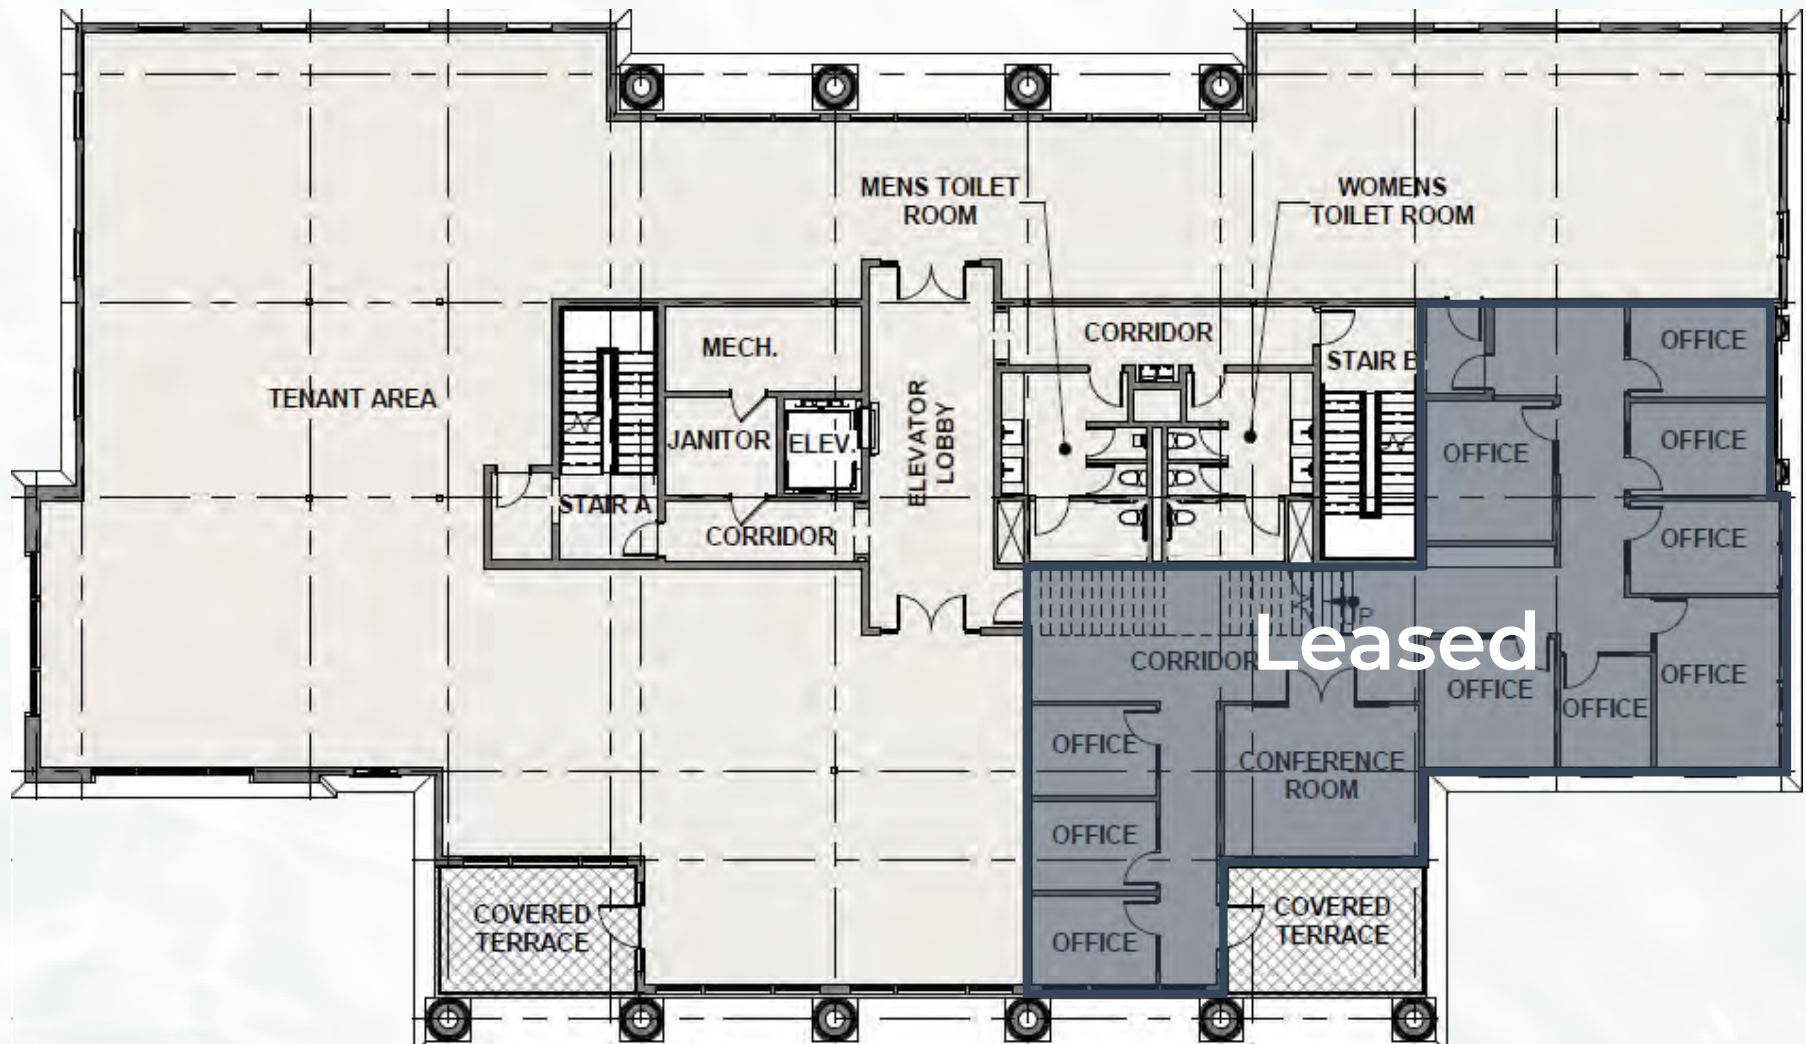 MENS TOILET
ROOM
WOMENS
TOILET ROOM
MECH.
CORRIDOR
STAIR B
OFFICE
TENANT AREA
ELEVATOR
LOBBY
JANITOR
ELEV.
OFFICE
OFFICE
STAIR A
CORRIDOR
OFFICE
Leased
CORRIDOR
OFFICE
OFFICE
OFFICE
OFFICE
CONFERENCE
ROOM
OFFICE
COVERED
TERRACE
OFFICE
COVERED
TERRACE